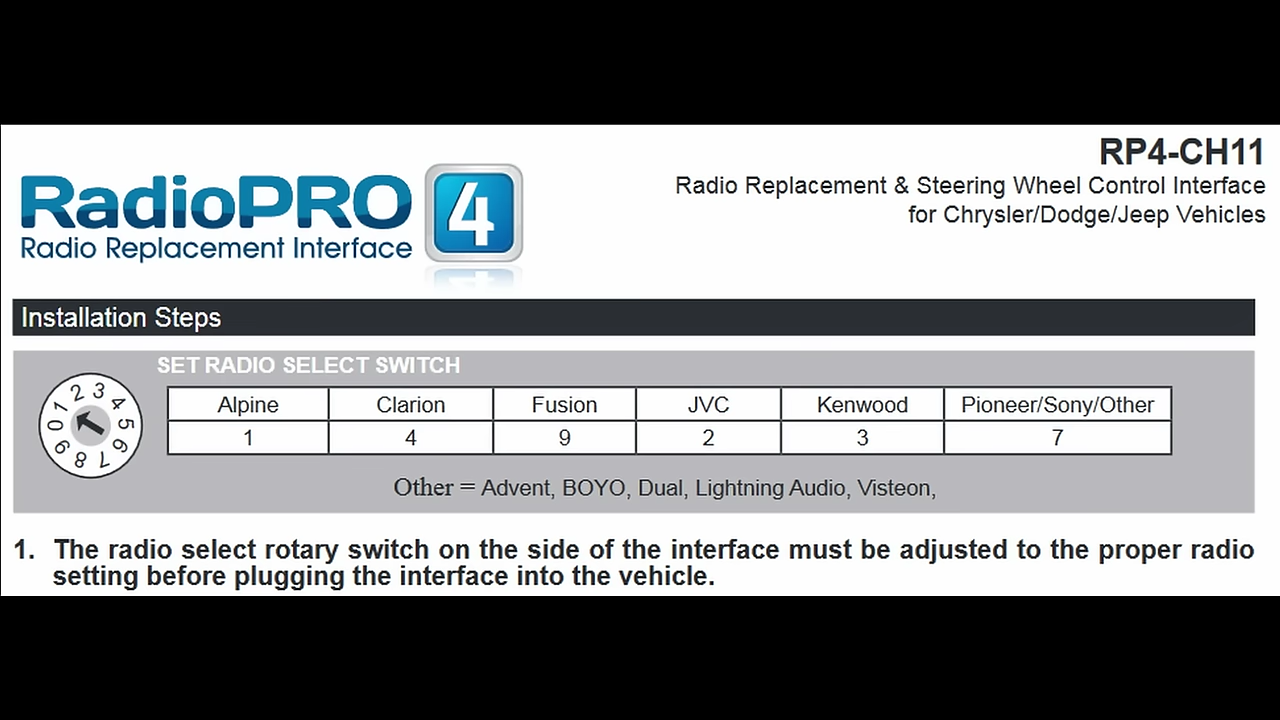 RP4-CH11
Radio Replacement & Steering Wheel Control Interface
for Chrysler/Dodge/Jeep Vehicles
RadioPRO 4
Radio Replacement Interface
Installation Steps
SET RADIO SELECT SWITCH
0 1 2 3 4 5 6 7 8 9
Alpine Clarion Fusion JVC Kenwood Pioneer/Sony/Other
1 4 9 2 3 7
Other = Advent, BOYO, Dual, Lightning Audio, Visteon,
1. The radio select rotary switch on the side of the interface must be adjusted to the proper radio
setting before plugging the interface into the vehicle.